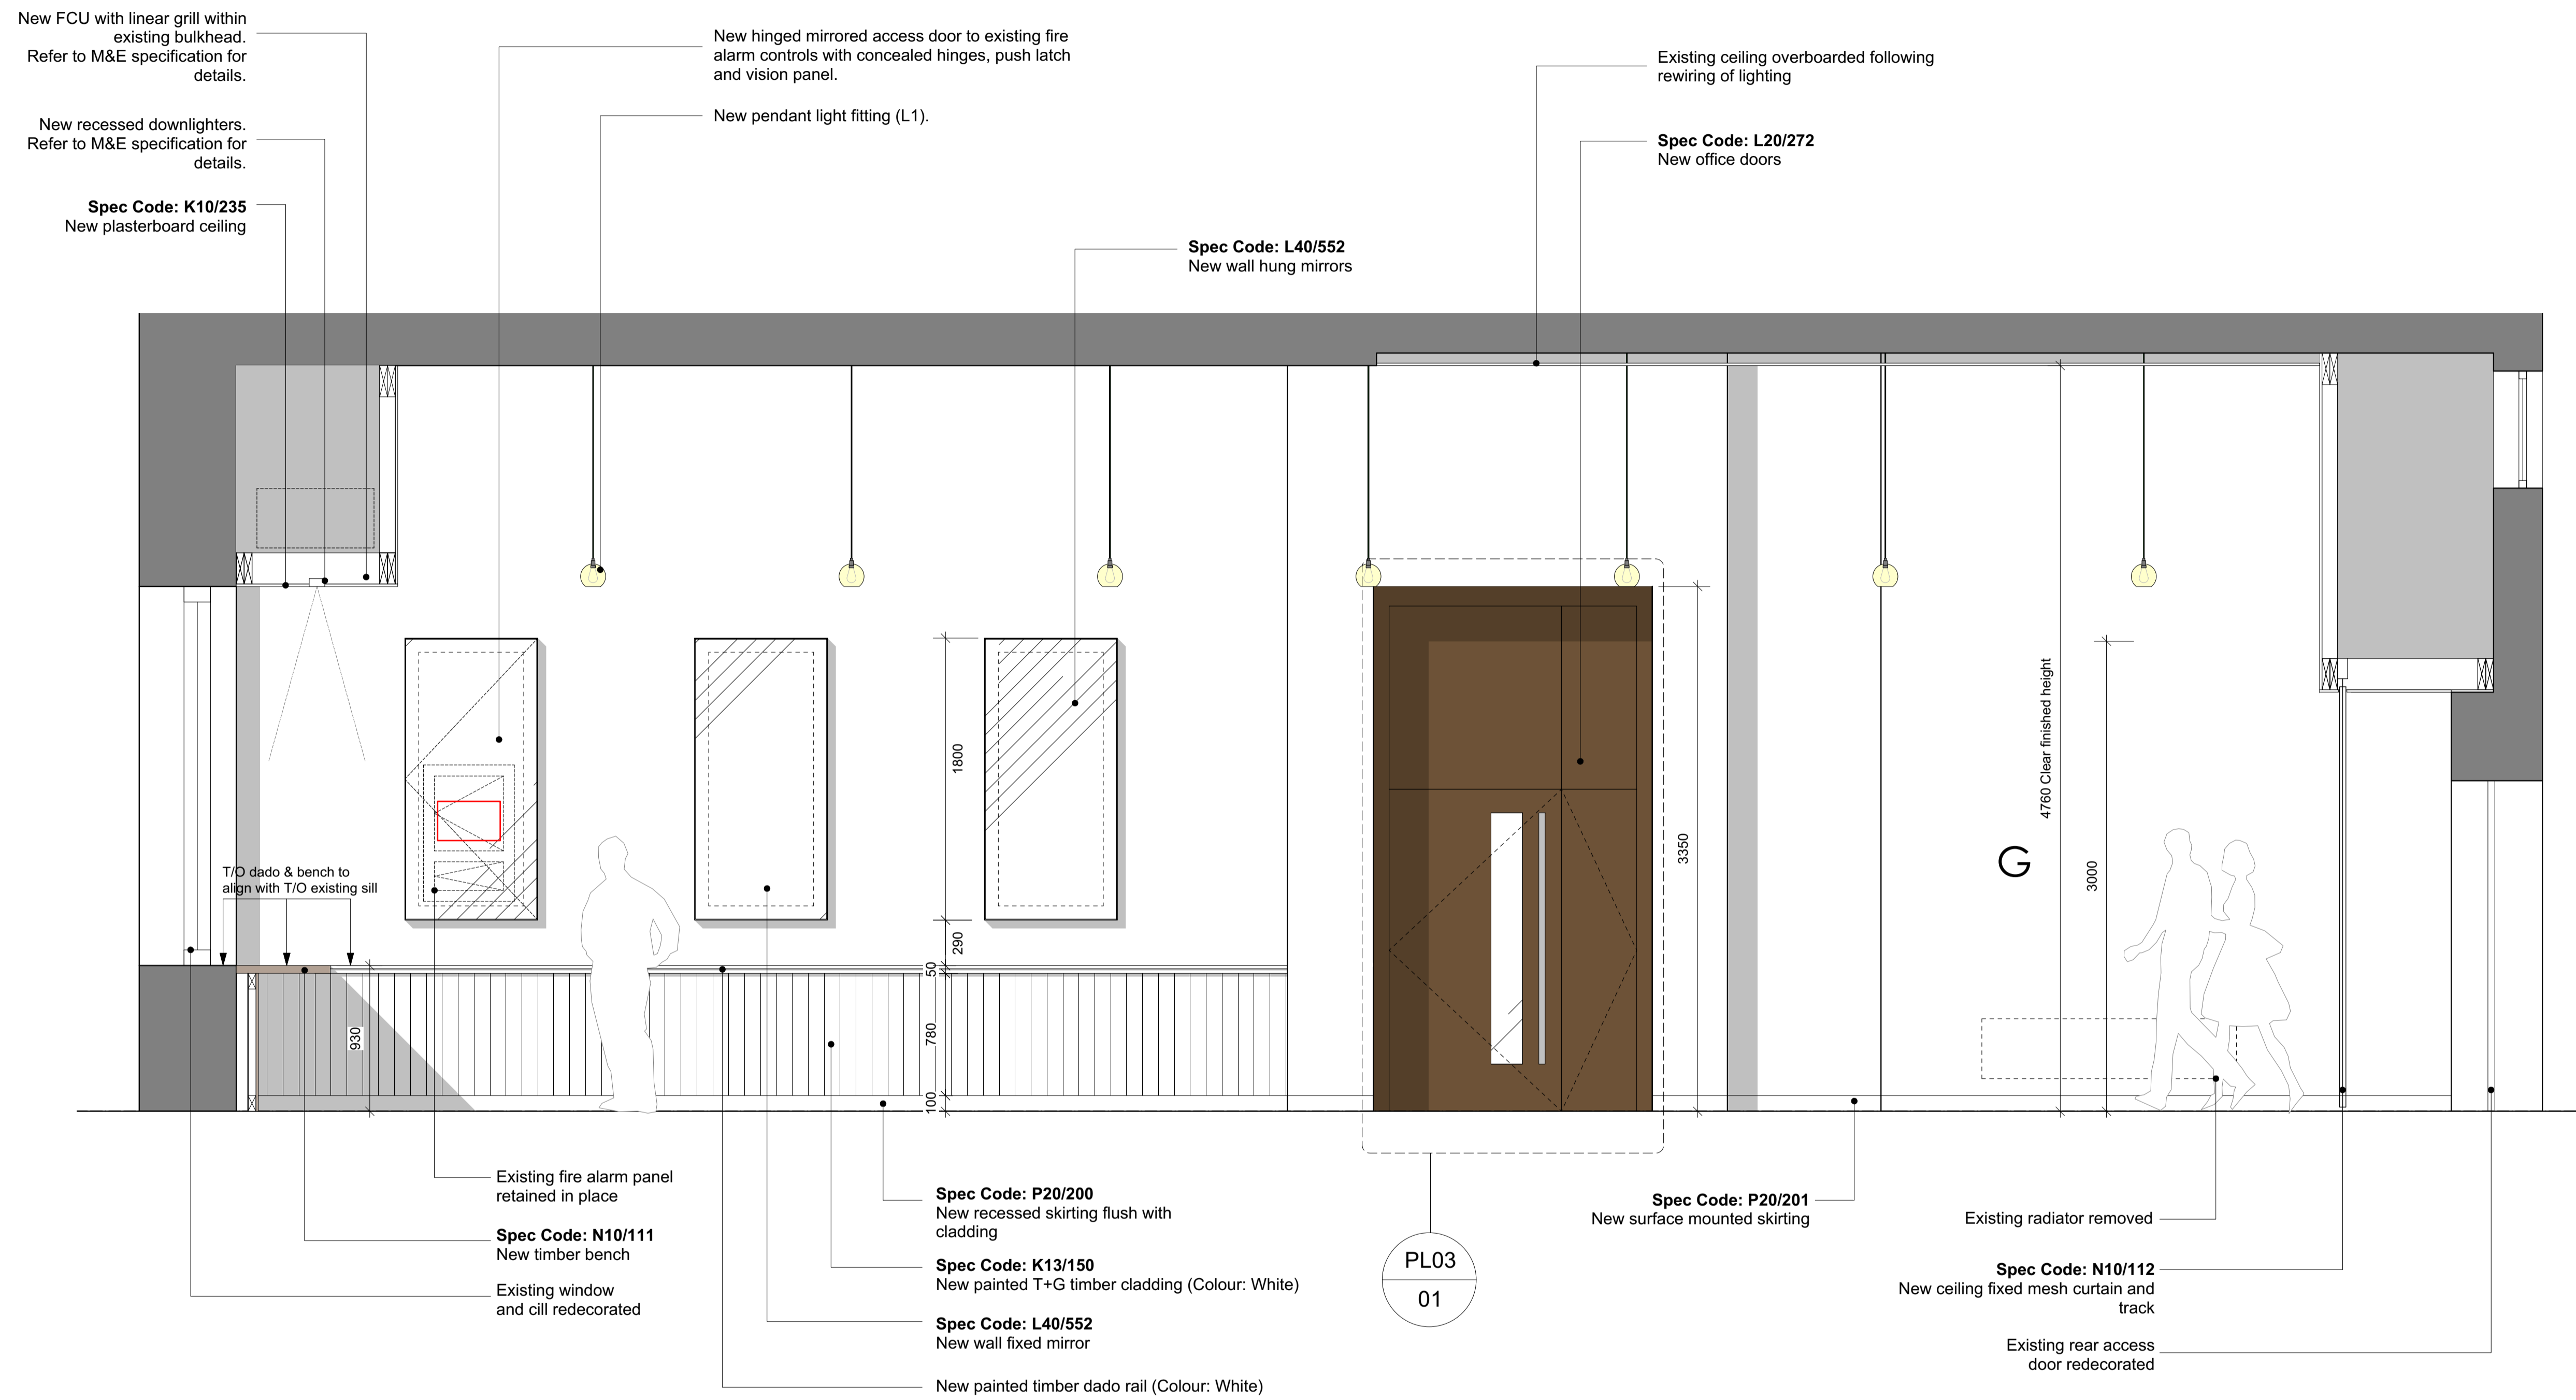 New FCU with linear grill within
existing bulkhead.
Refer to M&E specification for
details.
New recessed downlighters.
Refer to M&E specification for
details.
Spec Code: K10/235
New plasterboard ceiling
New hinged mirrored access door to existing fire
alarm controls with concealed hinges, push latch
and vision panel.
New pendant light fitting (L1).
Spec Code: L40/552
New wall hung mirrors
Existing ceiling overboarded following
rewiring of lighting
Spec Code: L20/272
New office doors
T/O dado & bench to
align with T/O existing sill
930
1800
290
50
780
100
3350
4760 Clear finished height
G
3000
Existing fire alarm panel
retained in place
Spec Code: N10/111
New timber bench
Existing window
and cill redecorated
Spec Code: P20/200
New recessed skirting flush with
cladding
Spec Code: K13/150
New painted T+G timber cladding (Colour: White)
Spec Code: L40/552
New wall fixed mirror
New painted timber dado rail (Colour: White)
PL03
01
Spec Code: P20/201
New surface mounted skirting
Existing radiator removed
Spec Code: N10/112
New ceiling fixed mesh curtain and
track
Existing rear access
door redecorated